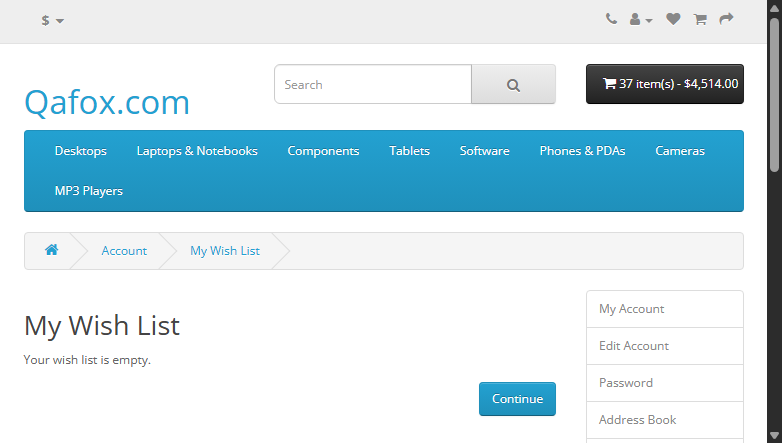 $
Search
37 item(s) - $4,514.00
Qafox.com
Desktops
Laptops & Notebooks
Components
Tablets
Software
Phones & PDAs
Cameras
MP3 Players
Account
My Wish List
My Wish List
Your wish list is empty.
Continue
My Account
Edit Account
Password
Address Book